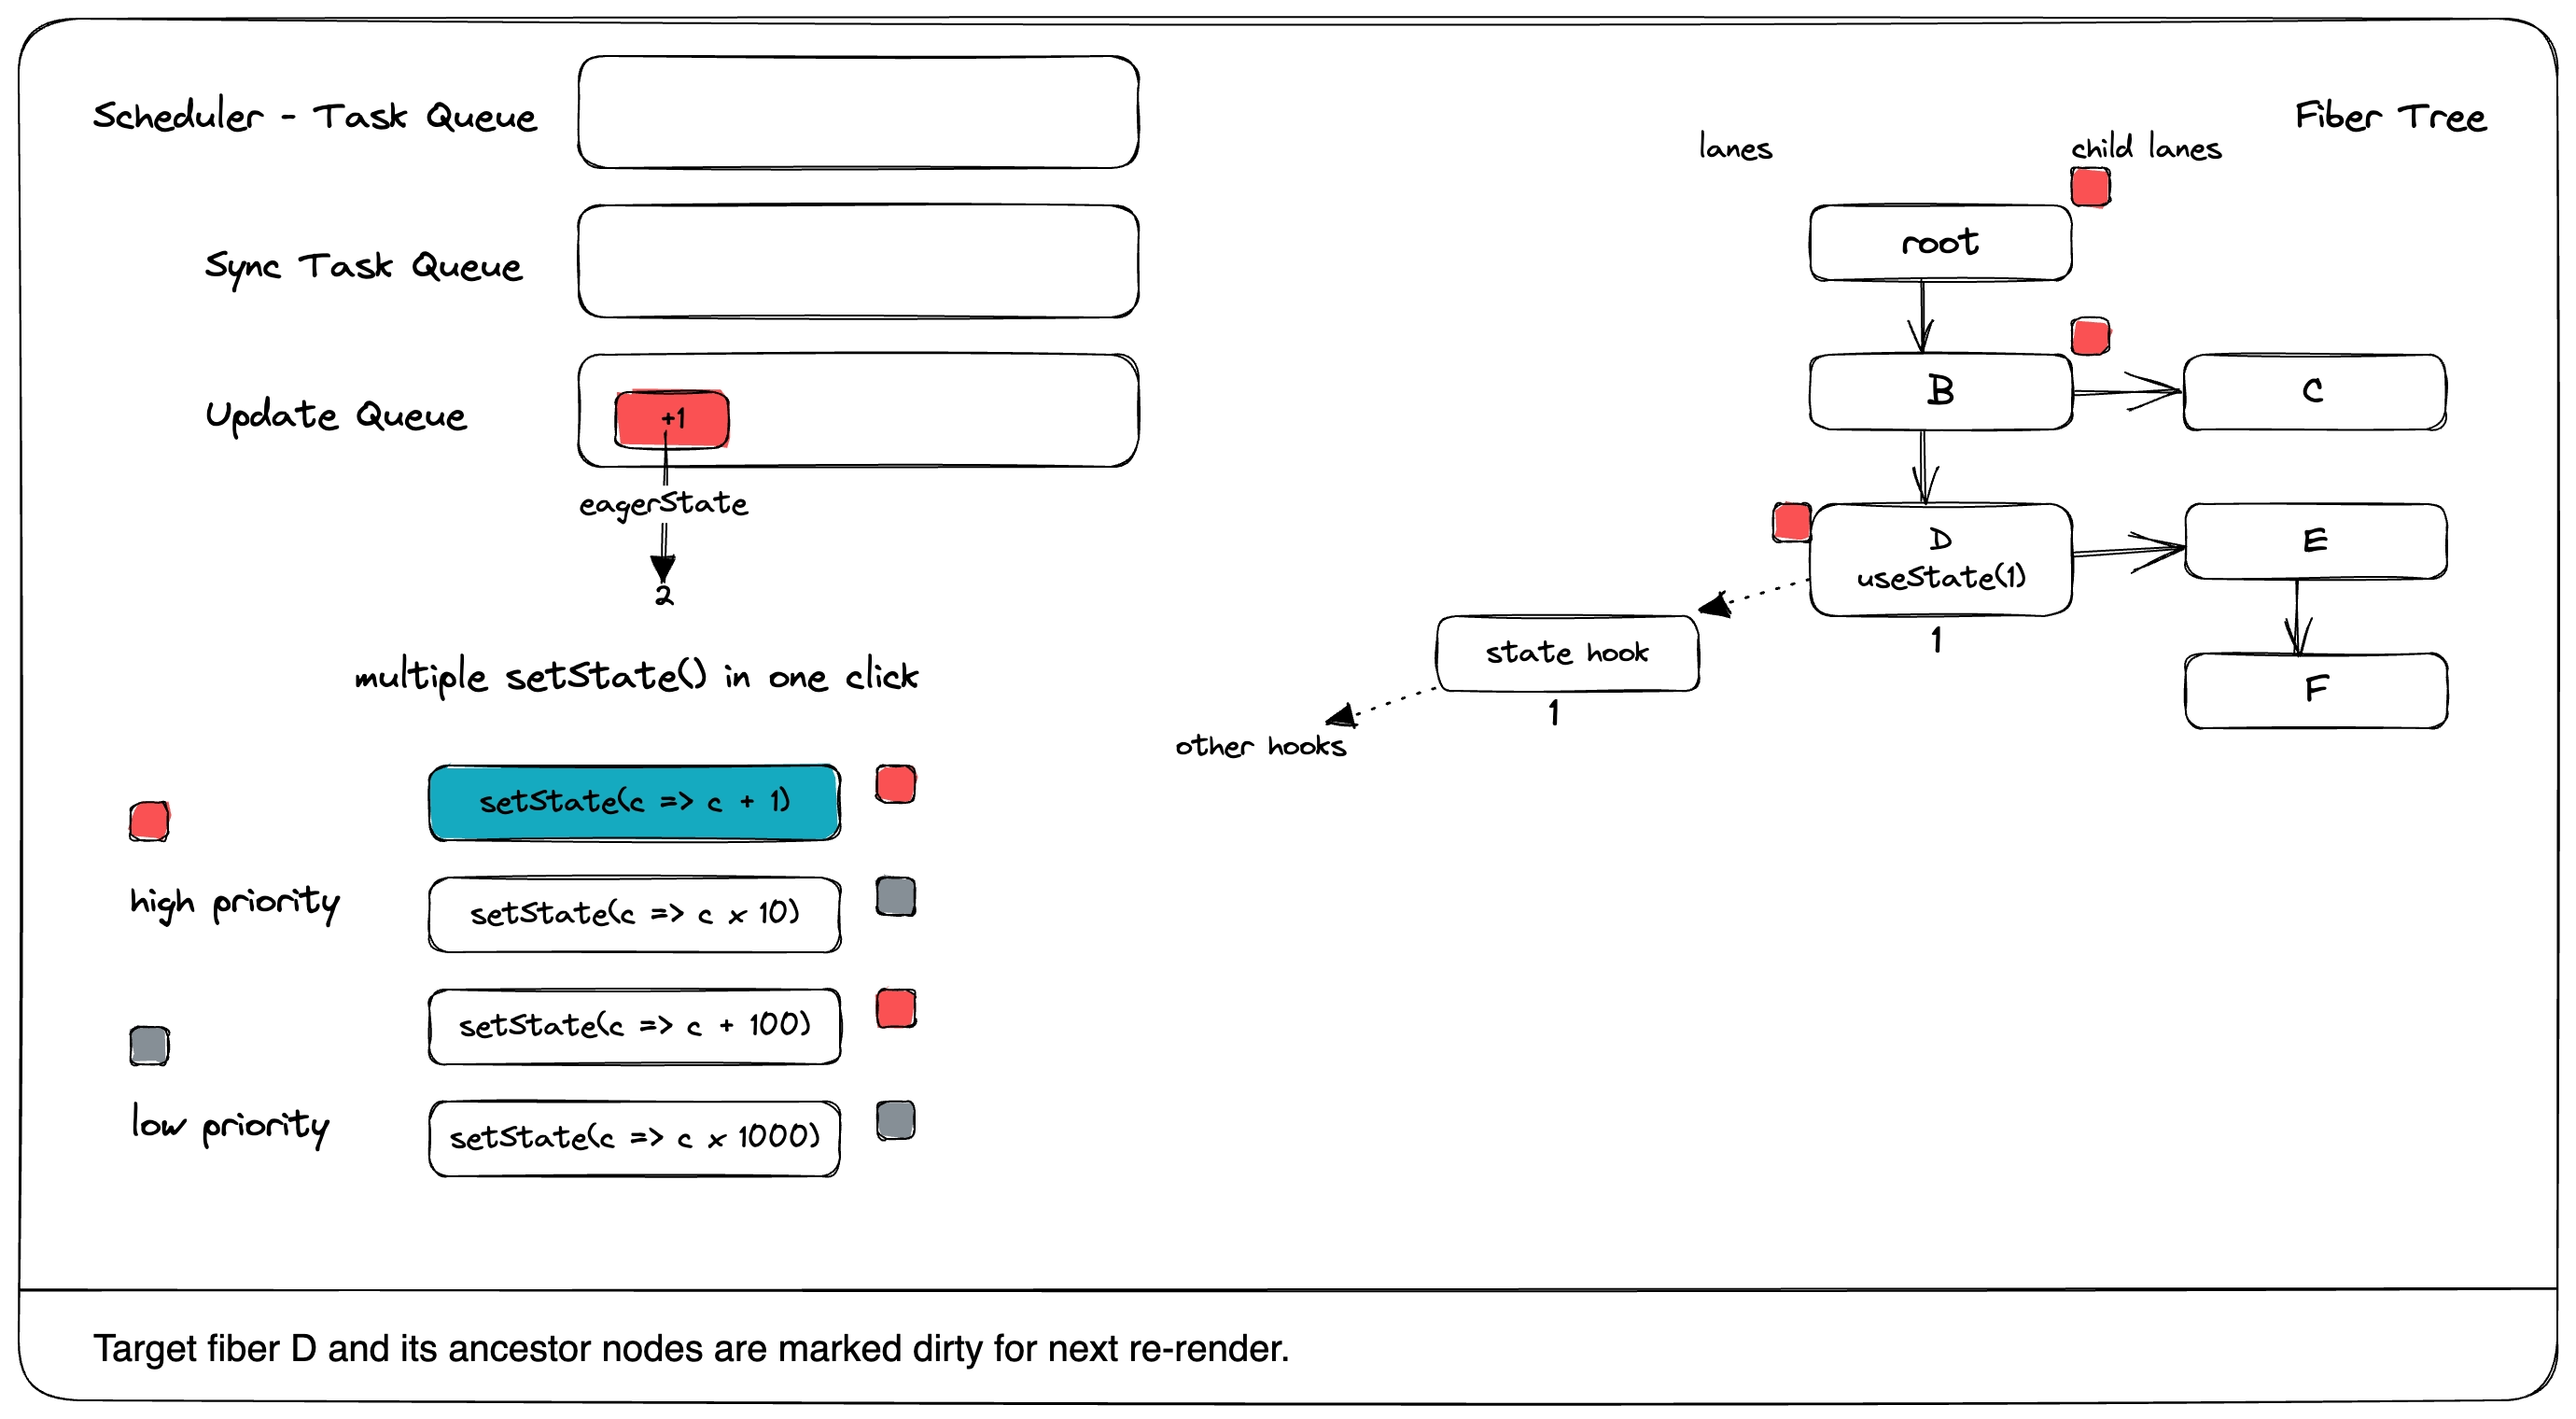 Scheduler - Task Queue
Sync Task Queue
Update Queue
+1
eagerState
2
multiple setState() in one click
high priority
low priority
setState(c => c + 1)
setState(c => c x 10)
setState(c => c + 100)
setState(c => c x 1000)
Fiber Tree
lanes
child lanes
root
B
C
D
useState(1)
1
E
F
state hook
1
other hooks
Target fiber D and its ancestor nodes are marked dirty for next re-render.